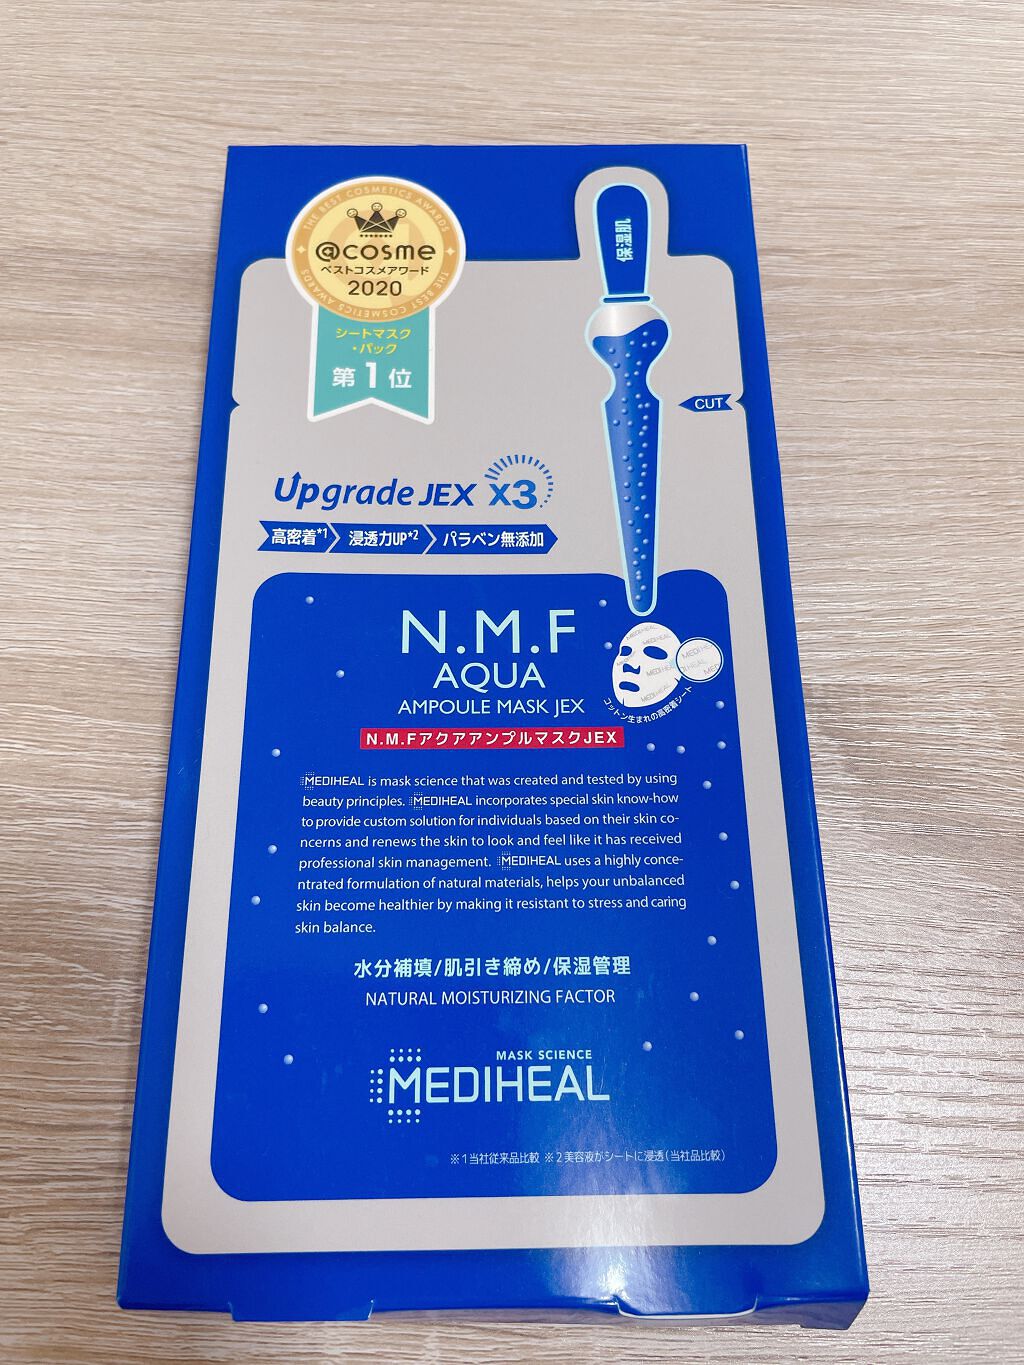 THE BEST COSMETICS AWARDS
@cosme
ベストコスメアワード
2020
THE BEST COSMETICS AWARDS
シートマスク
・パック
第1位
保湿肌
CUT
Upgrade JEX X3
高密着*1 浸透力UP*2 パラベン無添加
N.M.F
AQUA
AMPOULE MASK JEX
N.M.FアクアアンプルマスクJEX
MEDIHEAL
コットン生まれの高密着シート
MEDIHEAL is mask science that was created and tested by using
beauty principles. MEDIHEAL incorporates special skin know-how
to provide custom solution for individuals based on their skin co-
ncerns and renews the skin to look and feel like it has received
professional skin management. MEDIHEAL uses a highly conce-
ntrated formulation of natural materials, helps your unbalanced
skin become healthier by making it resistant to stress and caring
skin balance.
水分補填/肌引き締め/保湿管理
NATURAL MOISTURIZING FACTOR
MASK SCIENCE
MEDIHEAL
※1当社従来品比較 ※2美容液がシートに浸透(当社品比較)